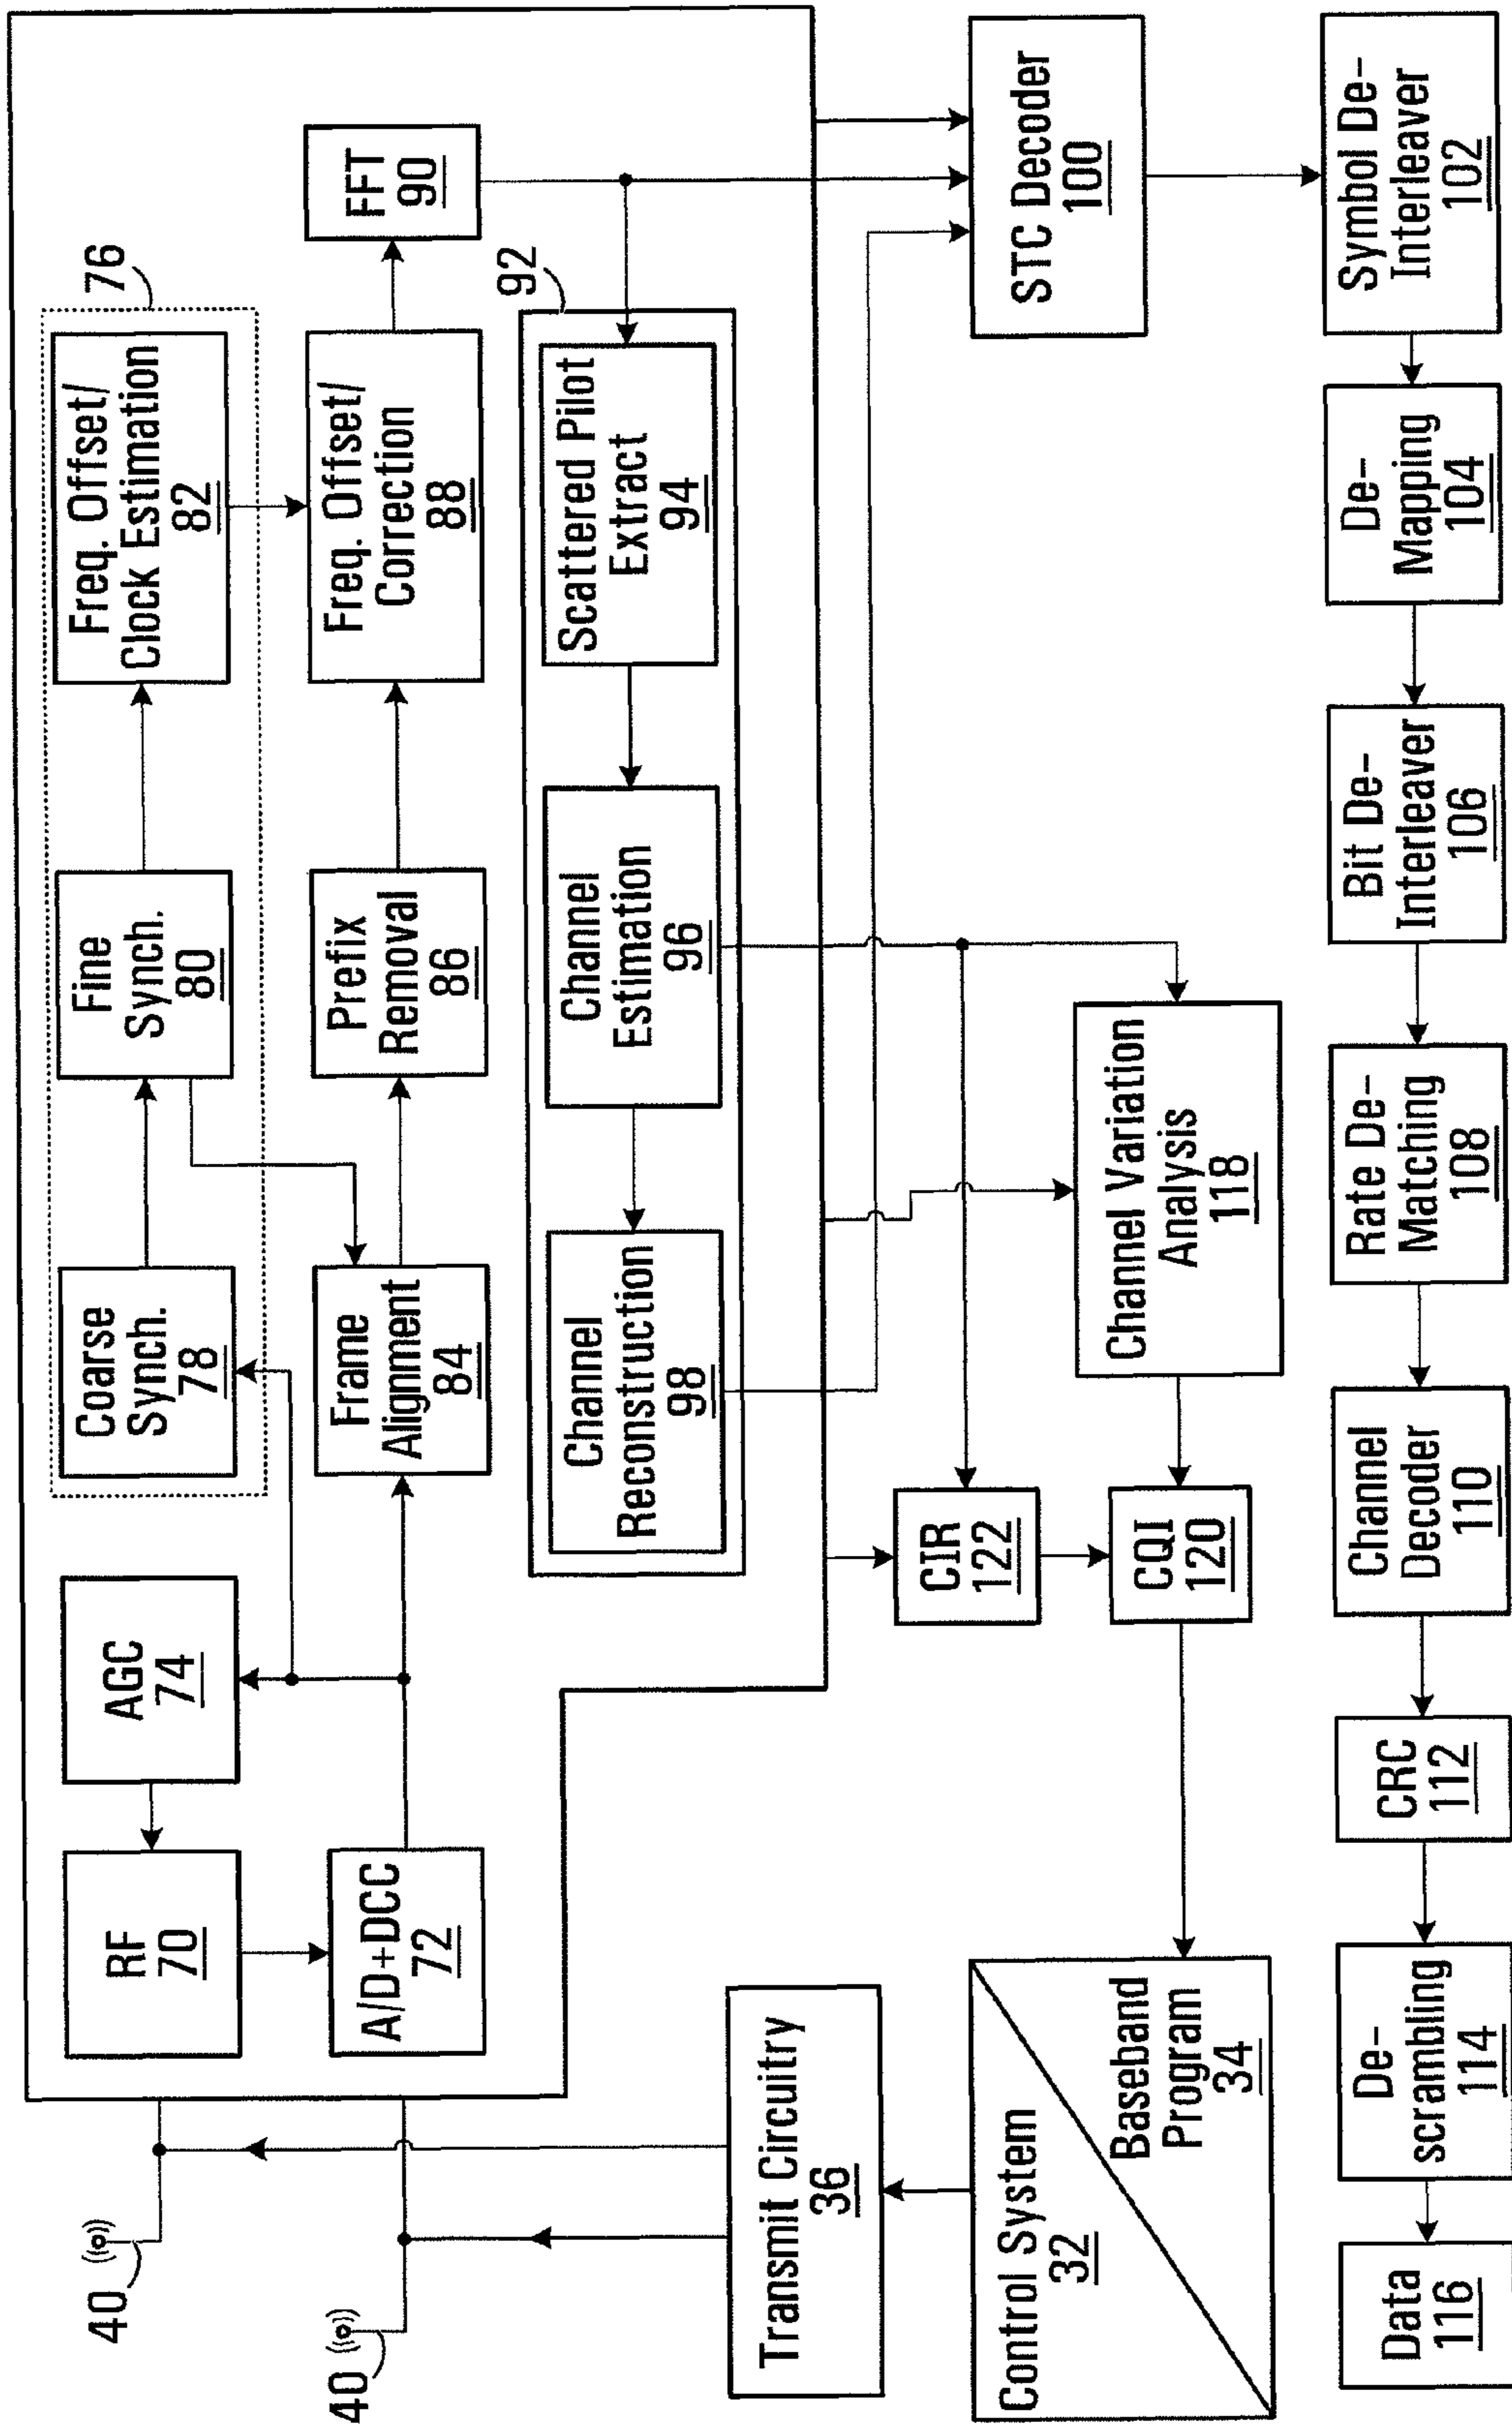 40
40
RF
70
A/D+DCC
72
AGC
74
76
Coarse
Synch.
78
Fine
Synch.
80
Freq. Offset/
Clock Estimation
82
Frame
Alignment
84
Prefix
Removal
86
Freq. Offset/
Correction
88
FFT
90
92
Scattered Pilot
Extract
94
Channel
Estimation
96
Channel
Reconstruction
98
Transmit Circuitry
36
Control System
32
Baseband
Program
34
CIR
122
CQI
120
Channel Variation
Analysis
118
STC Decoder
100
Symbol De-
Interleaver
102
De-
Mapping
104
Bit De-
Interleaver
106
Rate De-
Matching
108
Channel
Decoder
110
CRC
112
De-
scrambling
114
Data
116